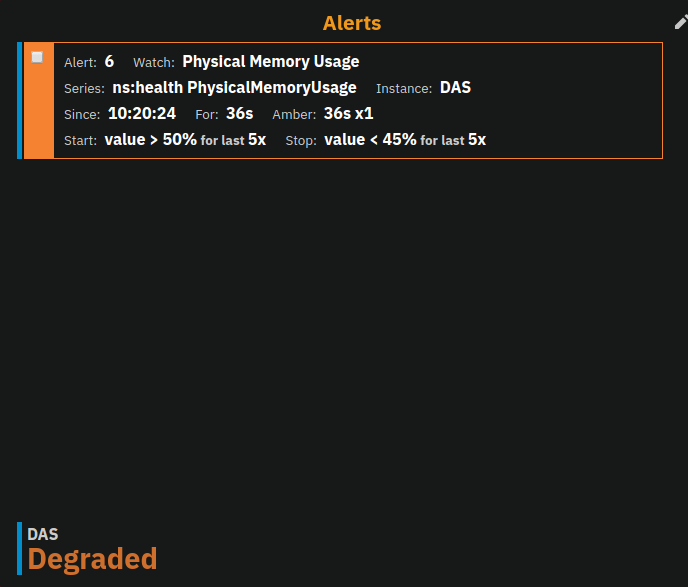 Alerts
Alert: 6 Watch: Physical Memory Usage
Series: ns:health PhysicalMemoryUsage Instance: DAS
Since: 10:20:24 For: 36s Amber: 36s x1
Start: value > 50% for last 5x Stop: value < 45% for last 5x
DAS
Degraded